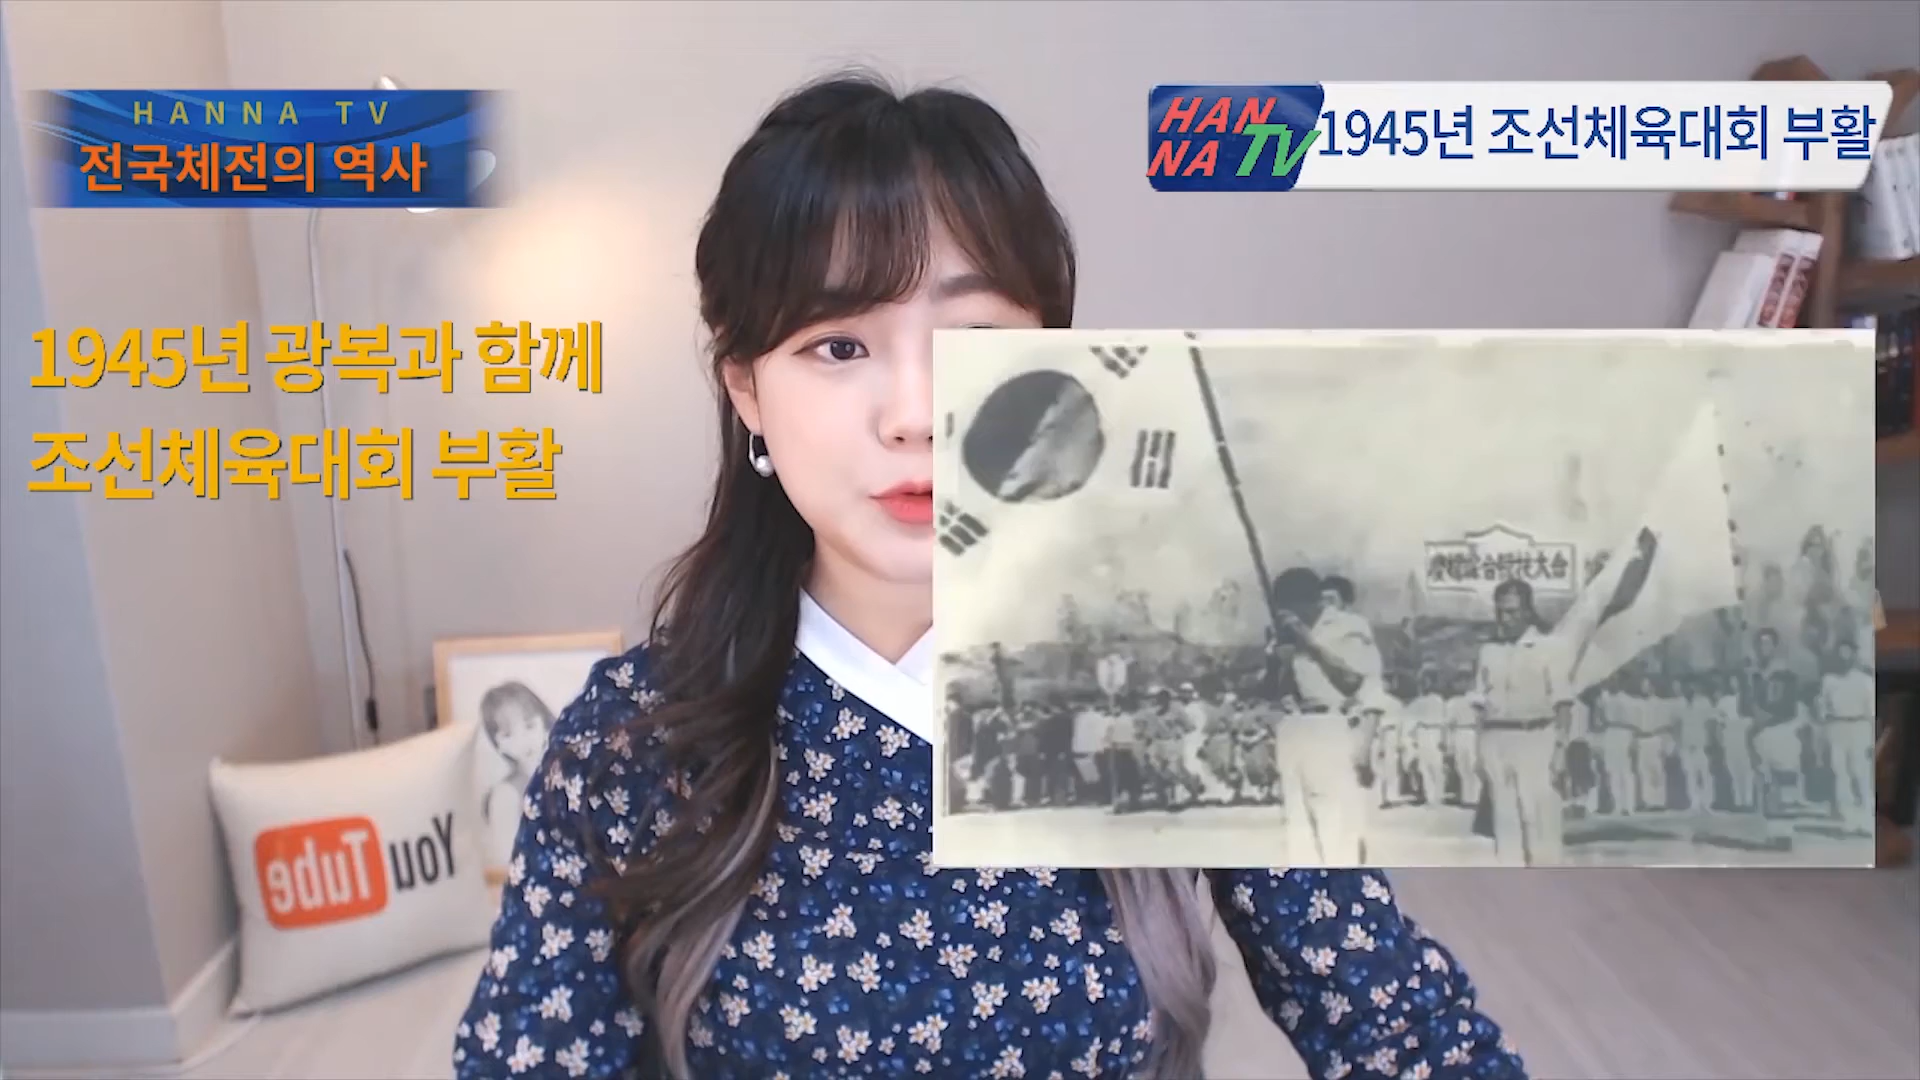 HANNA TV
전국체전의 역사
HAN
NA TV
1945년 조선체육대회 부활
1945년 광복과 함께
조선체육대회 부활
You Tube